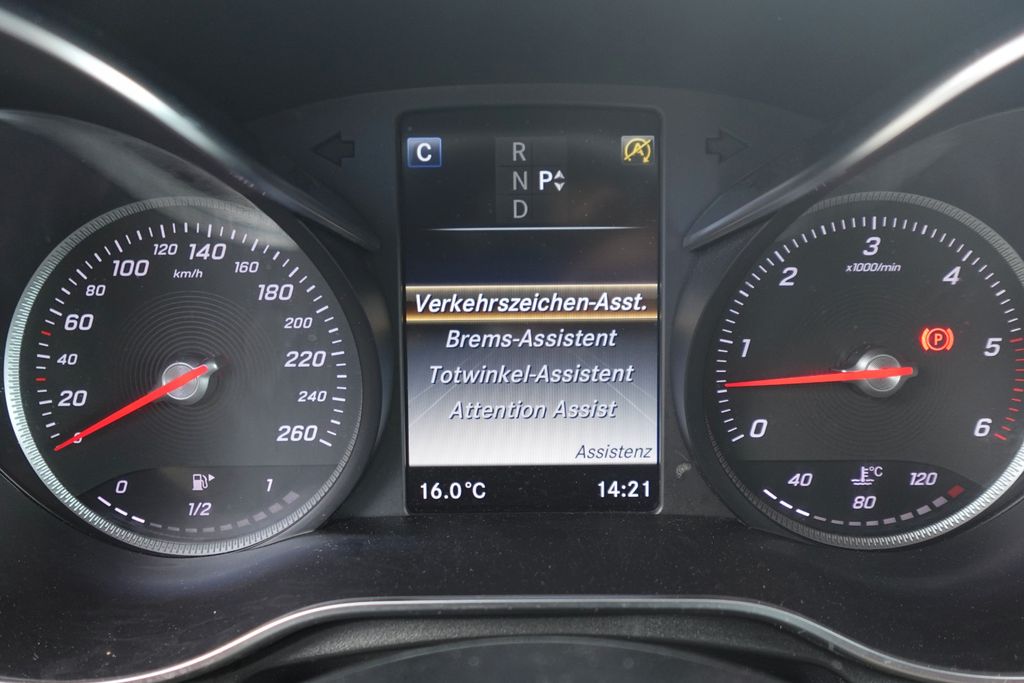 120 140
100 160
km/h
80 180
60 200
40 220
20 240
0 260
0 1
1/2
C
R
N P
D
A
Verkehrszeichen-Asst.
Brems-Assistent
Totwinkel-Assistent
Attention Assist
Assistenz
16.0°C 14:21
3
x1000/min
2 4
1 5
P
0 6
40 °C 120
80